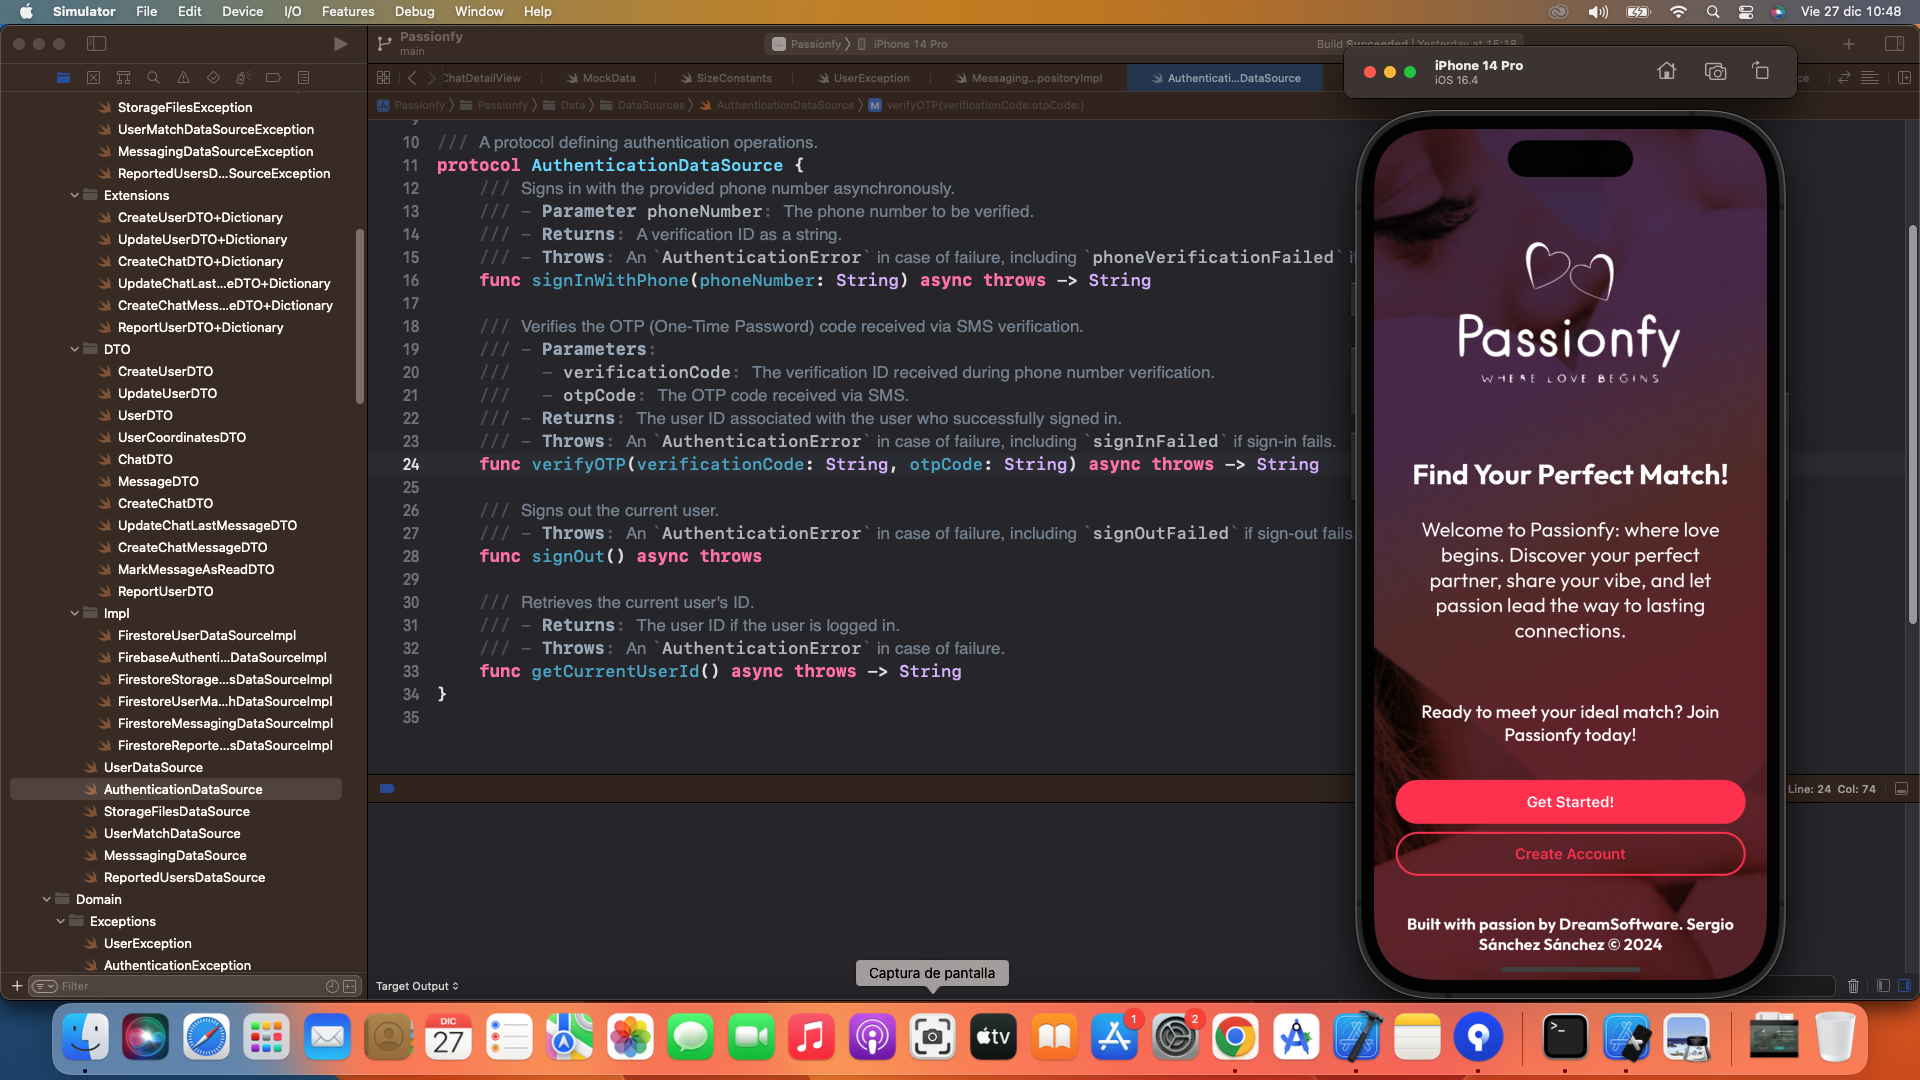 Simulator File Edit Device I/O Features Debug Window Help
Vie 27 dic 10:48
Passionfy
main
Passionfy
iPhone 14 Pro
Build Succeeded | Yesterday at 15:18
ChatDetailView
MockData
SizeConstants
UserException
Messaging...positoryImpl
Authenticati...DataSource
Passionfy
Passionfy
Data
DataSources
AuthenticationDataSource
M verifyOTP(verificationCode:otpCode:)
StorageFilesException
UserMatchDataSourceException
MessagingDataSourceException
ReportedUsersD...SourceException
Extensions
CreateUserDTO+Dictionary
UpdateUserDTO+Dictionary
CreateChatDTO+Dictionary
UpdateChatLast...eDTO+Dictionary
CreateChatMess...eDTO+Dictionary
ReportUserDTO+Dictionary
DTO
CreateUserDTO
UpdateUserDTO
UserDTO
UserCoordinatesDTO
ChatDTO
MessageDTO
CreateChatDTO
UpdateChatLastMessageDTO
CreateChatMessageDTO
MarkMessageAsReadDTO
ReportUserDTO
Impl
FirestoreUserDataSourceImpl
FirebaseAuthenti...DataSourceImpl
FirestoreStorage...sDataSourceImpl
FirestoreUserMa...hDataSourceImpl
FirestoreMessagingDataSourceImpl
FirestoreReporte...sDataSourceImpl
UserDataSource
AuthenticationDataSource
StorageFilesDataSource
UserMatchDataSource
MesssagingDataSource
ReportedUsersDataSource
Domain
Exceptions
UserException
AuthenticationException
Filter
9
10 /// A protocol defining authentication operations.
11 protocol AuthenticationDataSource {
12 /// Signs in with the provided phone number asynchronously.
13 /// - Parameter phoneNumber: The phone number to be verified.
14 /// - Returns: A verification ID as a string.
15 /// - Throws: An `AuthenticationError` in case of failure, including `phoneVerificationFailed` i
16 func signInWithPhone(phoneNumber: String) async throws -> String
17
18 /// Verifies the OTP (One-Time Password) code received via SMS verification.
19 /// - Parameters:
20 /// - verificationCode: The verification ID received during phone number verification.
21 /// - otpCode: The OTP code received via SMS.
22 /// - Returns: The user ID associated with the user who successfully signed in.
23 /// - Throws: An `AuthenticationError` in case of failure, including `signInFailed` if sign-in fails.
24 func verifyOTP(verificationCode: String, otpCode: String) async throws -> String
25
26 /// Signs out the current user.
27 /// - Throws: An `AuthenticationError` in case of failure, including `signOutFailed` if sign-out fails.
28 func signOut() async throws
29
30 /// Retrieves the current user's ID.
31 /// - Returns: The user ID if the user is logged in.
32 /// - Throws: An `AuthenticationError` in case of failure.
33 func getCurrentUserId() async throws -> String
34 }
35
Line: 24 Col: 74
Target Output
Captura de pantalla
iPhone 14 Pro
iOS 16.4
Passionfy
WHERE LOVE BEGINS
Find Your Perfect Match!
Welcome to Passionfy: where love
begins. Discover your perfect
partner, share your vibe, and let
passion lead the way to lasting
connections.
Ready to meet your ideal match? Join
Passionfy today!
Get Started!
Create Account
Built with passion by DreamSoftware. Sergio
Sánchez Sánchez © 2024
DIC
27
tv
1
2